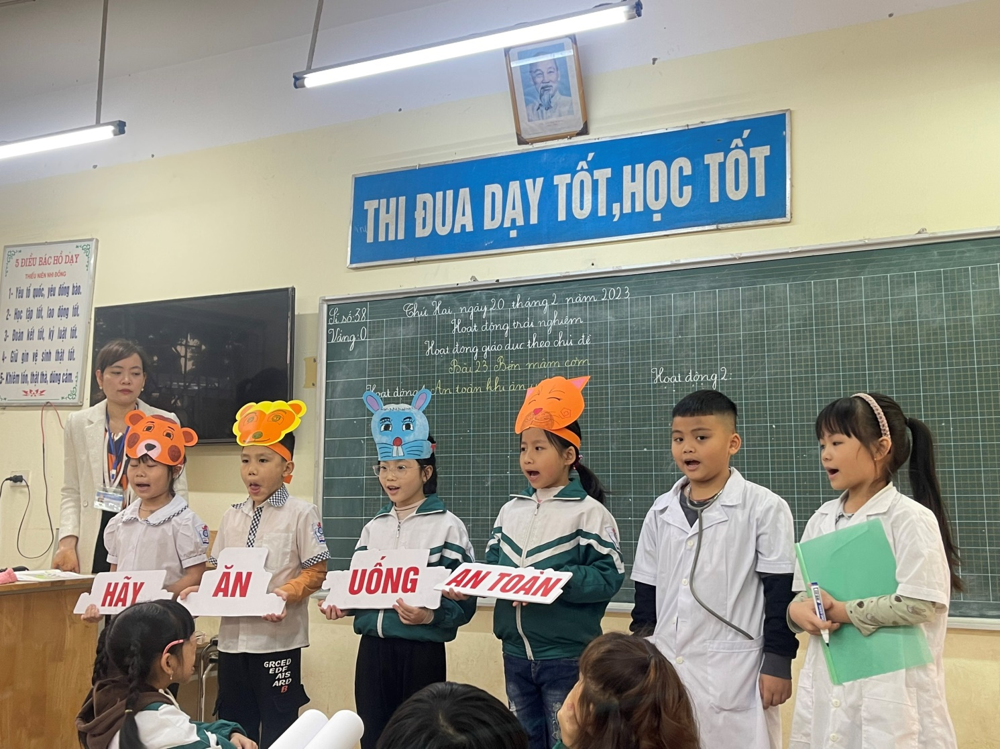 THI ĐUA DẠY TỐT, HỌC TỐT
5 ĐIỀU BÁC HỒ DẠY
THIẾU NIÊN NHI ĐỒNG
1- Yêu tổ quốc, yêu đồng bào.
2- Học tập tốt, lao động tốt.
3- Đoàn kết tốt, kỷ luật tốt.
4- Giữ gìn vệ sinh thật tốt.
5- Khiêm tốn, thật thà, dũng cảm.
Sĩ số: 38
Vắng: 0
Thứ Hai ngày 20 tháng 2 năm 2023
Hoạt động trải nghiệm
Hoạt động giáo dục theo chủ đề
Bài 23 Bên mâm cơm
Hoạt động An toàn khi ăn
Hoạt động 2:
HÃY
ĂN
UỐNG
AN TOÀN
GRCED
EDF
AIS
ARD
B